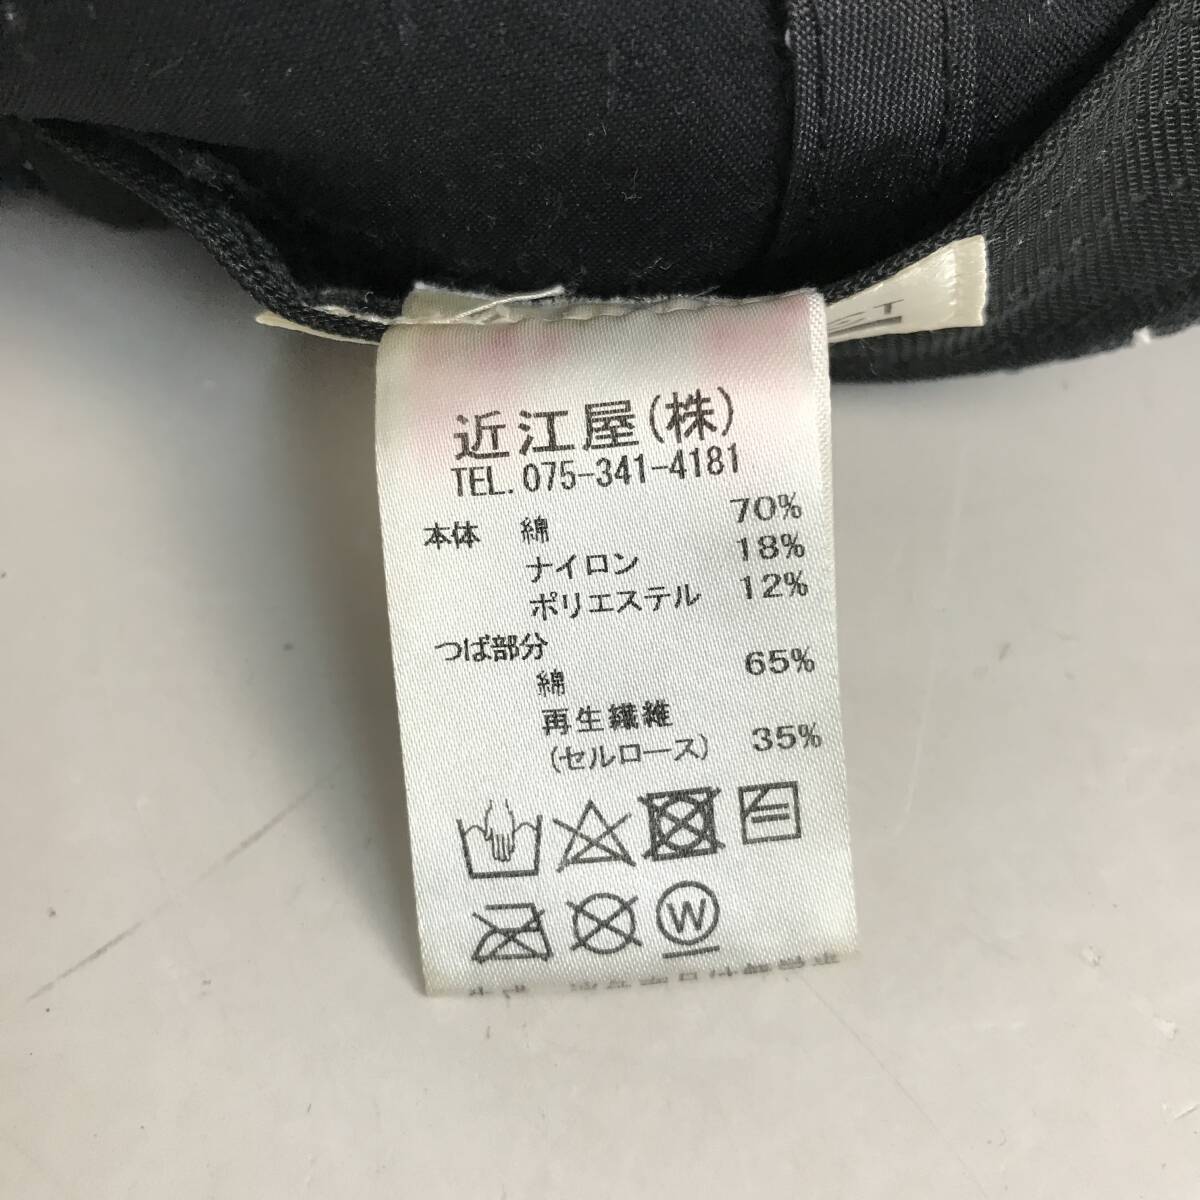 近江屋(株)
TEL. 075-341-4181
本体 綿 70%
ナイロン 18%
ポリエステル 12%
つば部分
綿 65%
再生繊維
(セルロース) 35%
W